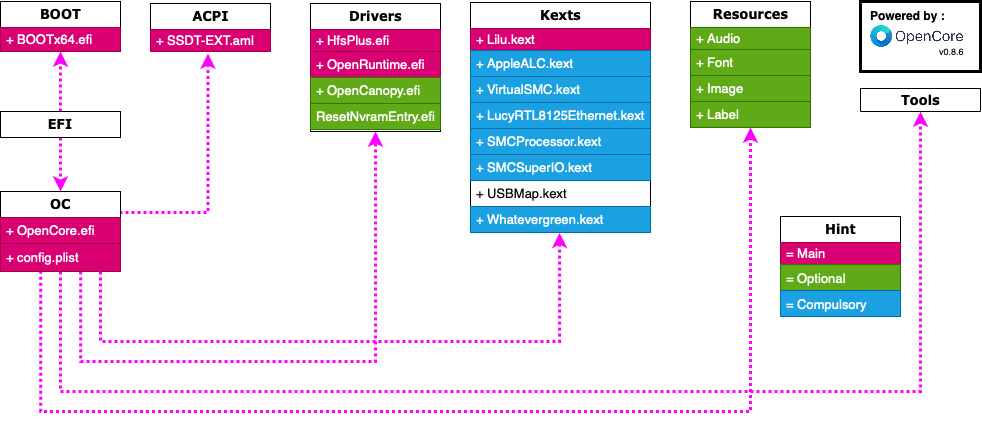 BOOT
+ BOOTx64.efi
EFI
OC
+ OpenCore.efi
+ config.plist
ACPI
+ SSDT-EXT.aml
Drivers
+ HfsPlus.efi
+ OpenRuntime.efi
+ OpenCanopy.efi
ResetNvramEntry.efi
Kexts
+ Lilu.kext
+ AppleALC.kext
+ VirtualSMC.kext
+ LucyRTL8125Ethernet.kext
+ SMCProcessor.kext
+ SMCSuperIO.kext
+ USBMap.kext
+ Whatevergreen.kext
Resources
+ Audio
+ Font
+ Image
+ Label
Powered by :
OpenCore
v0.8.6
Tools
Hint
= Main
= Optional
= Compulsory